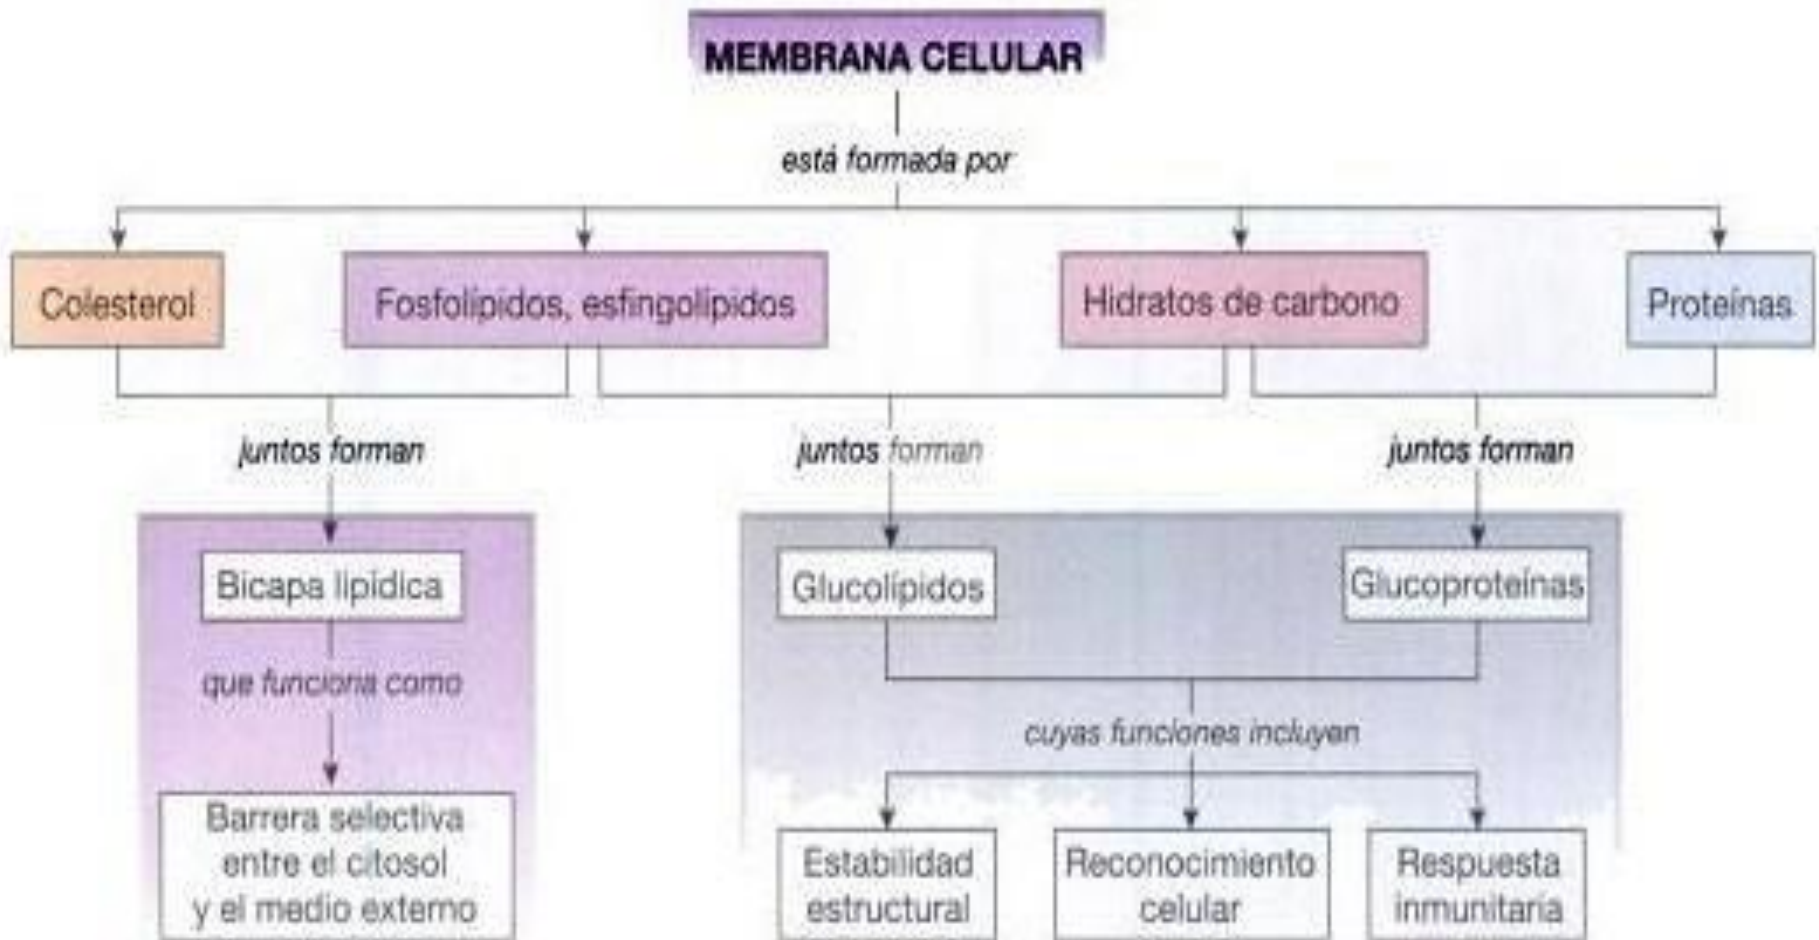 MEMBRANA CELULAR
está formada por
Colesterol
Fosfolípidos, esfingolípidos
Hidratos de carbono
Proteínas
juntos forman
juntos forman
juntos forman
Bicapa lipídica
Glucolípidos
Glucoproteínas
que funciona como
cuyas funciones incluyen
Barrera selectiva
entre el citosol
y el medio externo
Estabilidad
estructural
Reconocimiento
celular
Respuesta
inmunitaria